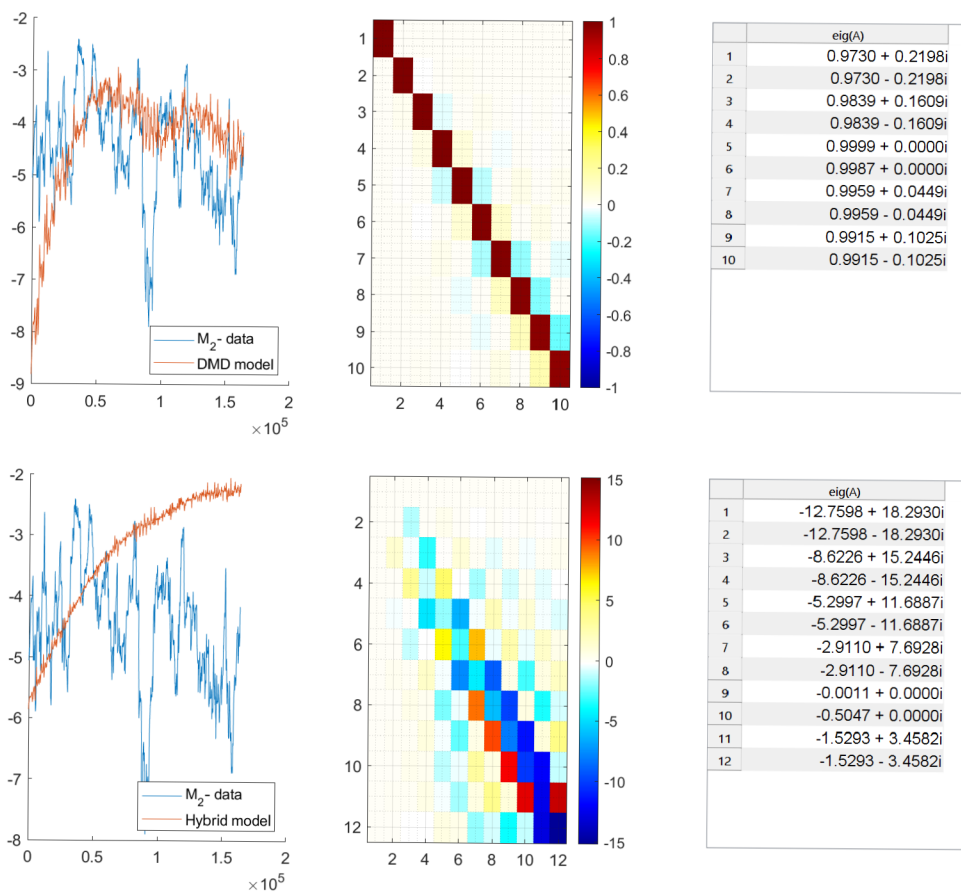 -2
-3
-4
-5
-6
-7
-8
-9
0
0.5
1
1.5
2
×10^5
M_2- data
DMD model
1
2
3
4
5
6
7
8
9
10
2
4
6
8
10
1
0.8
0.6
0.4
0.2
0
-0.2
-0.4
-0.6
-0.8
-1
eig(A)
1 0.9730 + 0.2198i
2 0.9730 - 0.2198i
3 0.9839 + 0.1609i
4 0.9839 - 0.1609i
5 0.9999 + 0.0000i
6 0.9987 + 0.0000i
7 0.9959 + 0.0449i
8 0.9959 - 0.0449i
9 0.9915 + 0.1025i
10 0.9915 - 0.1025i
-2
-3
-4
-5
-6
-7
-8
0
0.5
1
1.5
2
×10^5
M_2- data
Hybrid model
2
4
6
8
10
12
2
4
6
8
10
12
15
10
5
0
-5
-10
-15
eig(A)
1 -12.7598 + 18.2930i
2 -12.7598 - 18.2930i
3 -8.6226 + 15.2446i
4 -8.6226 - 15.2446i
5 -5.2997 + 11.6887i
6 -5.2997 - 11.6887i
7 -2.9110 + 7.6928i
8 -2.9110 - 7.6928i
9 -0.0011 + 0.0000i
10 -0.5047 + 0.0000i
11 -1.5293 + 3.4582i
12 -1.5293 - 3.4582i